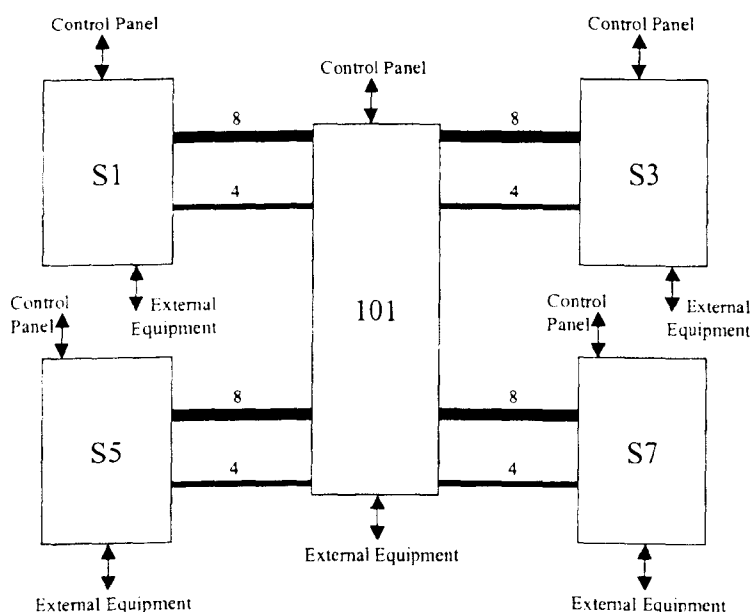 Control Panel
Control Panel
Control Panel
8
8
S1
S3
4
4
101
Control
Panel
External
Equipment
Control
Panel
External
Equipment
8
8
S5
S7
4
4
External Equipment
External Equipment
External Equipment